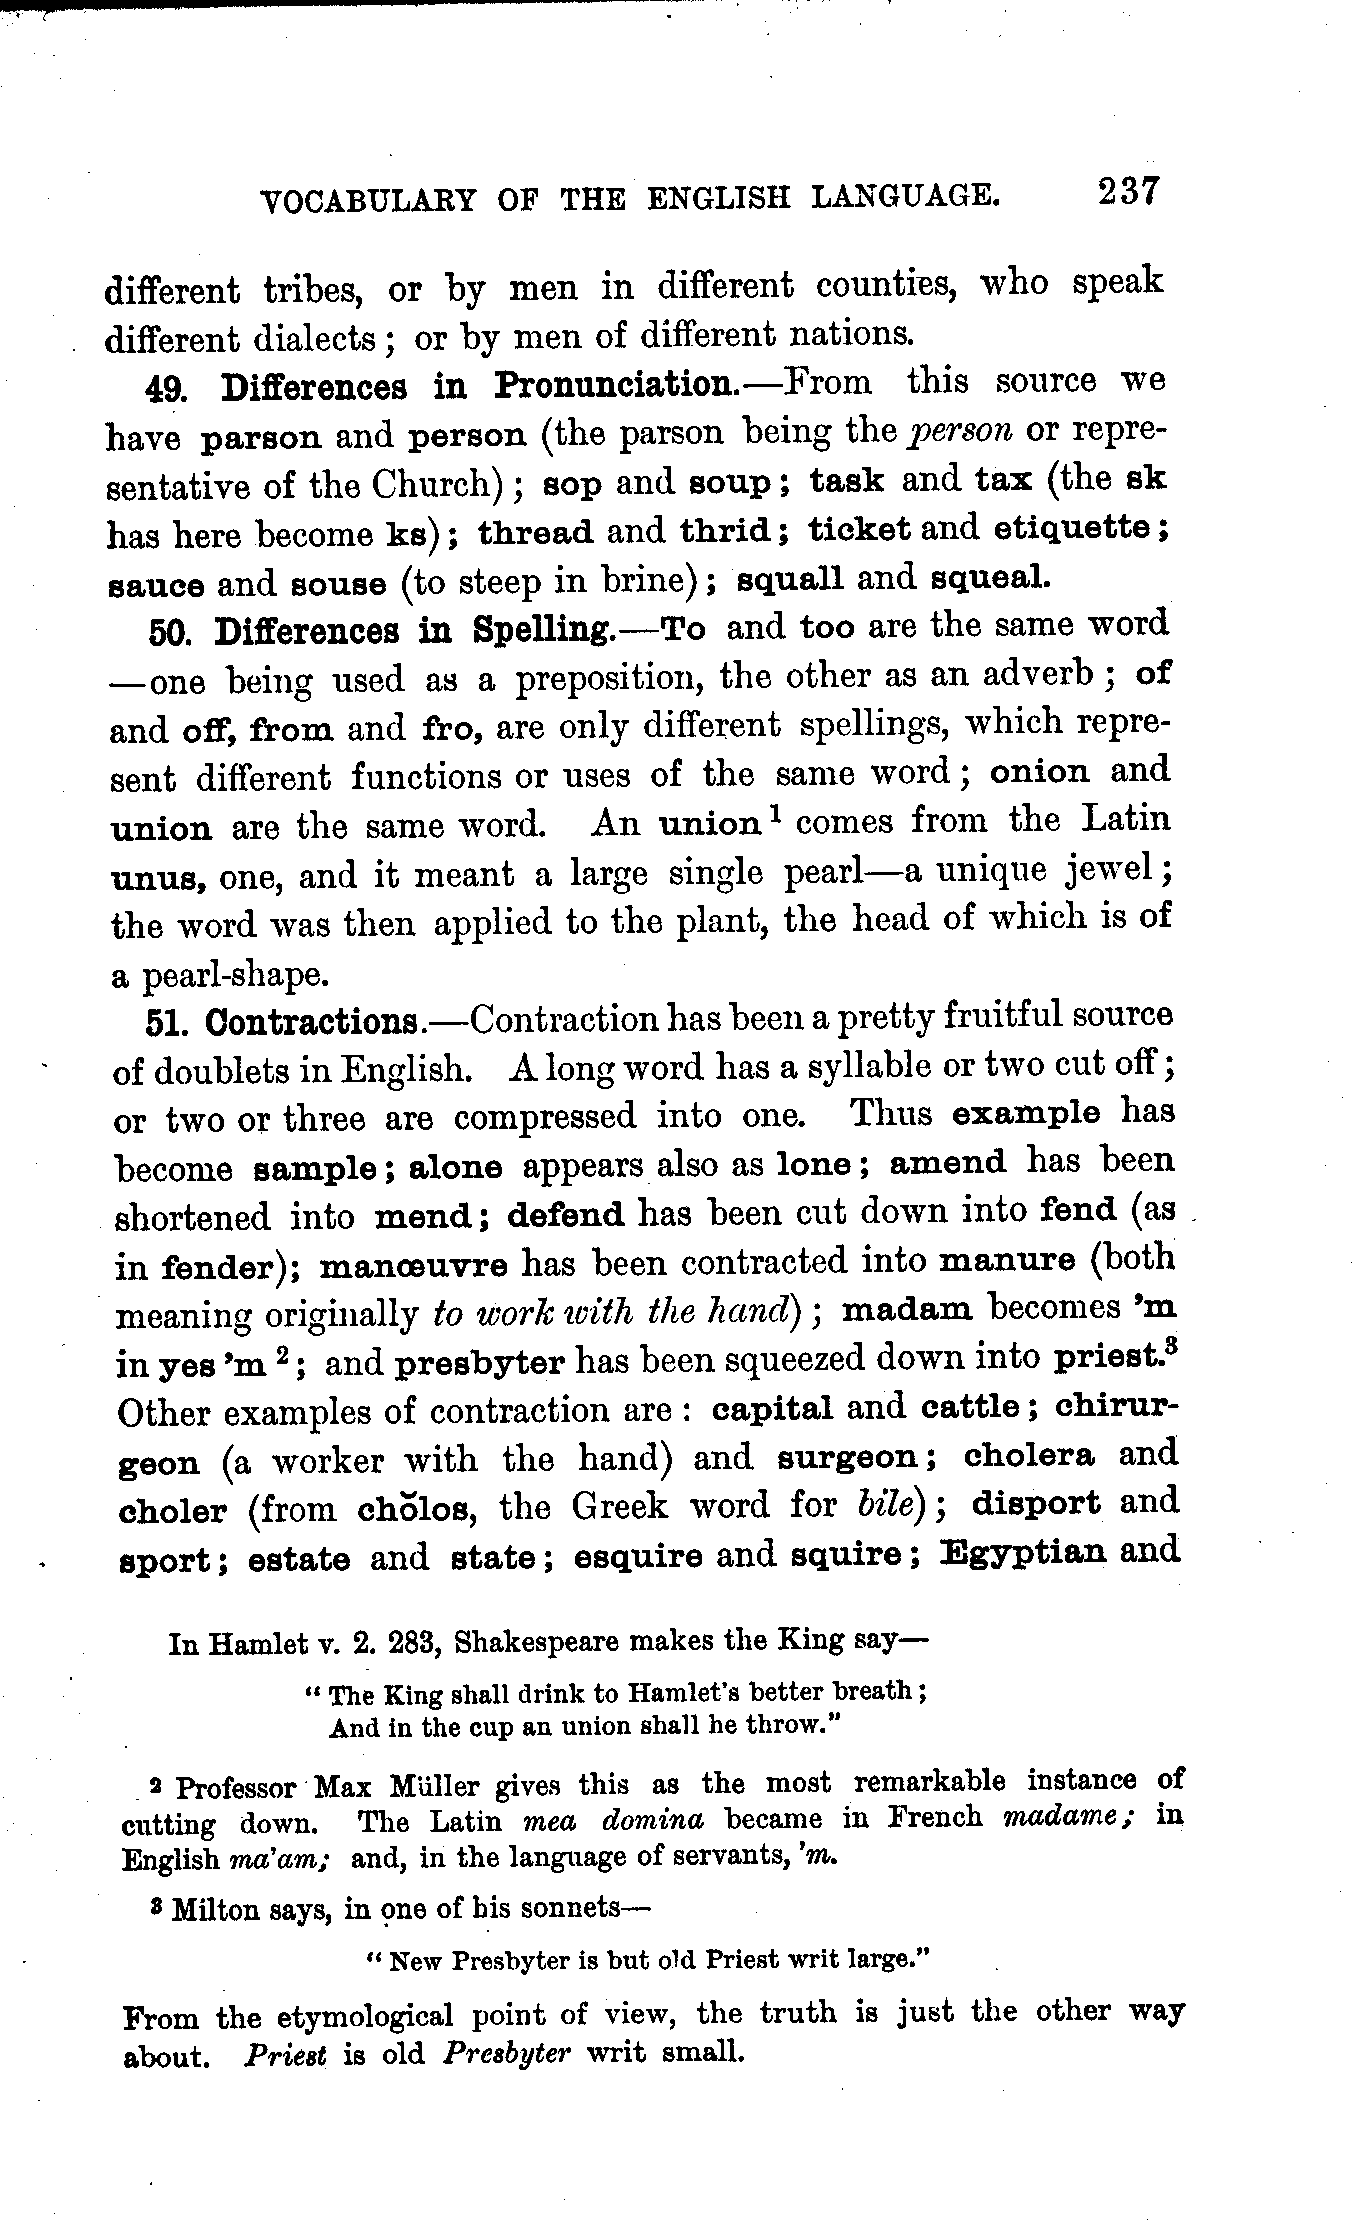 VOCABULARY OF THE ENGLISH LANGUAGE. 237
different tribes, or by men in different counties, who speak
different dialects; or by men of different nations.
49. Differences in Pronunciation.—From this source we
have parson and person (the parson being the person or repre-
sentative of the Church); sop and soup; task and tax (the sk
has here become ks); thread and thrid; ticket and etiquette;
sauce and souse (to steep in brine); squall and squeal.
50. Differences in Spelling.—To and too are the same word
—one being used as a preposition, the other as an adverb; of
and off, from and fro, are only different spellings, which repre-
sent different functions or uses of the same word; onion and
union are the same word. An union¹ comes from the Latin
unus, one, and it meant a large single pearl—a unique jewel;
the word was then applied to the plant, the head of which is of
a pearl-shape.
51. Contractions.—Contraction has been a pretty fruitful source
of doublets in English. A long word has a syllable or two cut off;
or two or three are compressed into one. Thus example has
become sample; alone appears also as lone; amend has been
shortened into mend; defend has been cut down into fend (as
in fender); manœuvre has been contracted into manure (both
meaning originally to work with the hand); madam becomes 'm
in yes 'm ²; and presbyter has been squeezed down into priest.³
Other examples of contraction are: capital and cattle; chirur-
geon (a worker with the hand) and surgeon; cholera and
choler (from chŏlos, the Greek word for bile); disport and
sport; estate and state; esquire and squire; Egyptian and
In Hamlet v. 2. 283, Shakespeare makes the King say—
"The King shall drink to Hamlet's better breath;
And in the cup an union shall he throw."
² Professor Max Müller gives this as the most remarkable instance of
cutting down. The Latin mea domina became in French madame; in
English ma'am; and, in the language of servants, 'm.
³ Milton says, in one of his sonnets—
"New Presbyter is but old Priest writ large."
From the etymological point of view, the truth is just the other way
about. Priest is old Presbyter writ small.